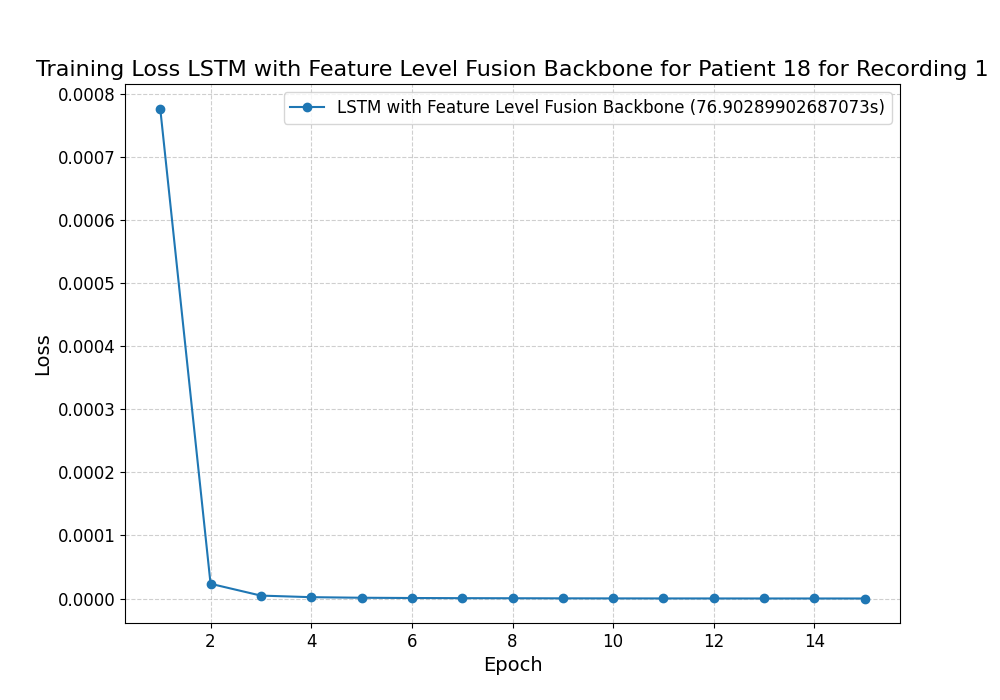 Training Loss LSTM with Feature Level Fusion Backbone for Patient 18 for Recording 1
LSTM with Feature Level Fusion Backbone (76.90289902687073s)
0.0008
0.0007
0.0006
0.0005
0.0004
0.0003
0.0002
0.0001
0.0000
Loss
2 4 6 8 10 12 14
Epoch